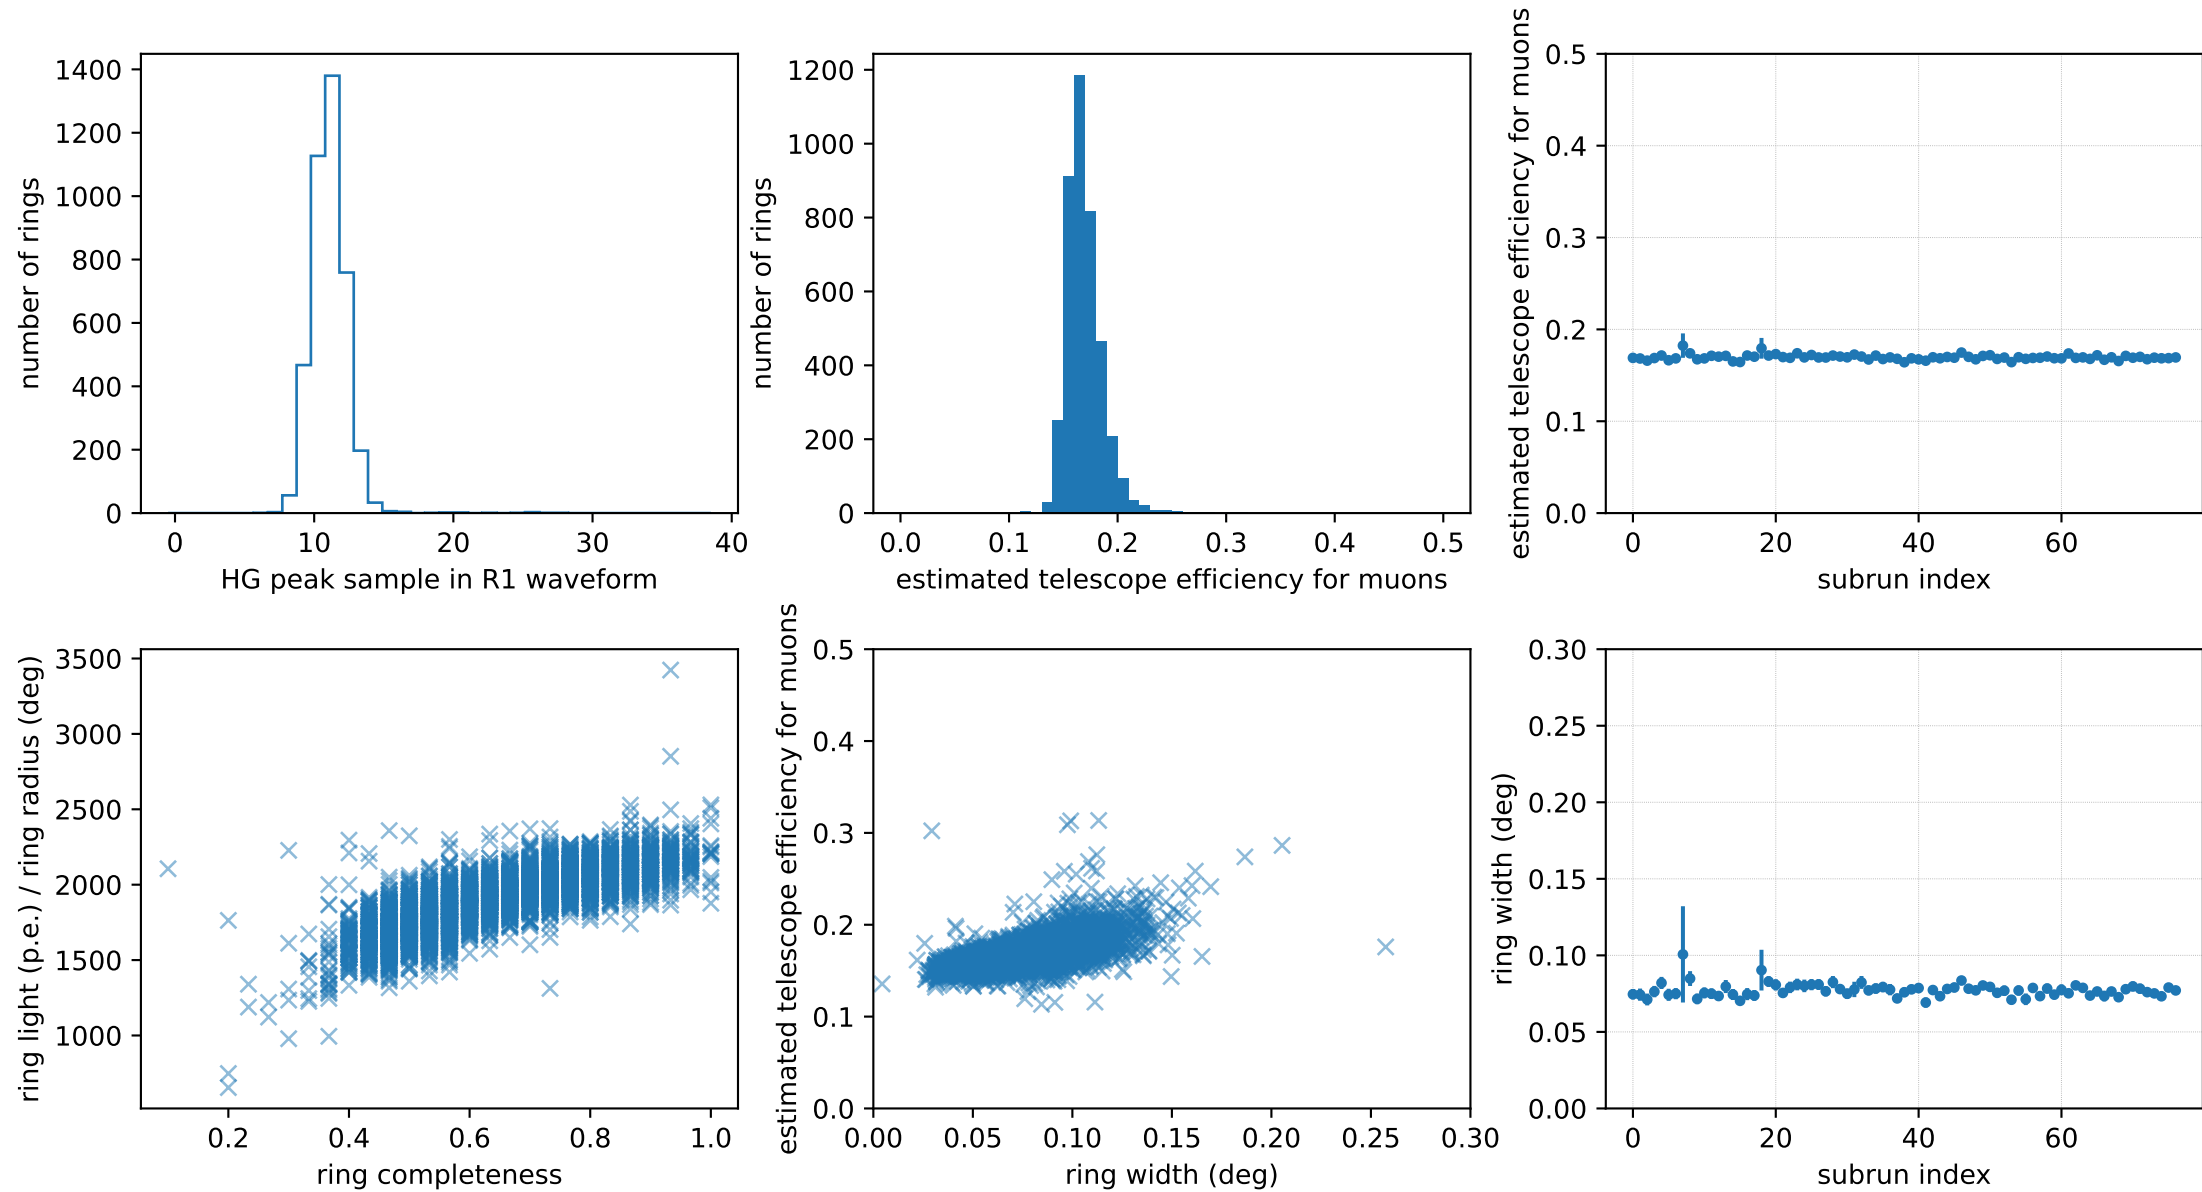 1400
1200
1000
800
600
400
200
0
number of rings
0 10 20 30 40
HG peak sample in R1 waveform
1200
1000
800
600
400
200
0
number of rings
0.0 0.1 0.2 0.3 0.4 0.5
estimated telescope efficiency for muons
0.5
0.4
0.3
0.2
0.1
0.0
estimated telescope efficiency for muons
0 20 40 60
subrun index
3500
3000
2500
2000
1500
1000
ring light (p.e.) / ring radius (deg)
0.2 0.4 0.6 0.8 1.0
ring completeness
0.5
0.4
0.3
0.2
0.1
0.0
estimated telescope efficiency for muons
0.00 0.05 0.10 0.15 0.20 0.25 0.30
ring width (deg)
0.30
0.25
0.20
0.15
0.10
0.05
0.00
ring width (deg)
0 20 40 60
subrun index